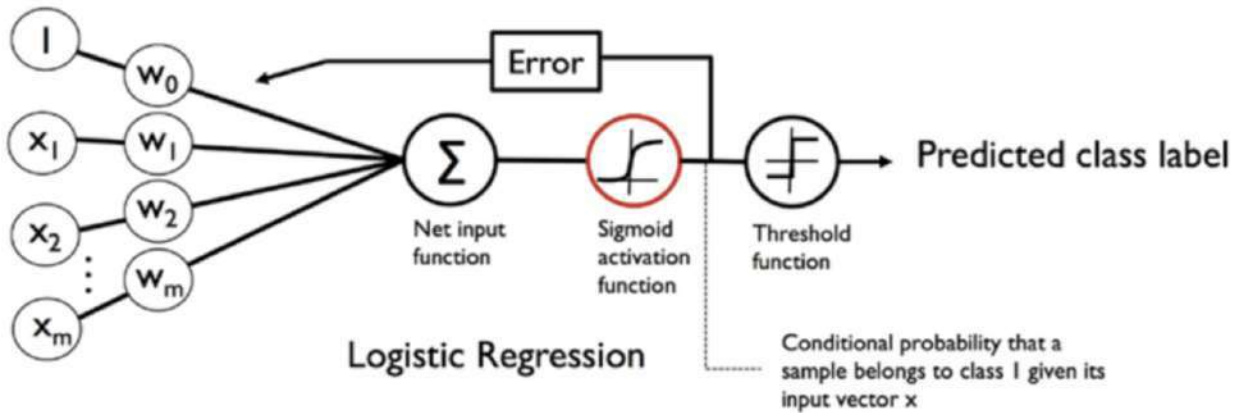 1
w0
Error
x1
w1
Σ
Predicted class label
x2
w2
Net input
function
Sigmoid
activation
function
Threshold
function
wm
xm
Logistic Regression
Conditional probability that a
sample belongs to class 1 given its
input vector x